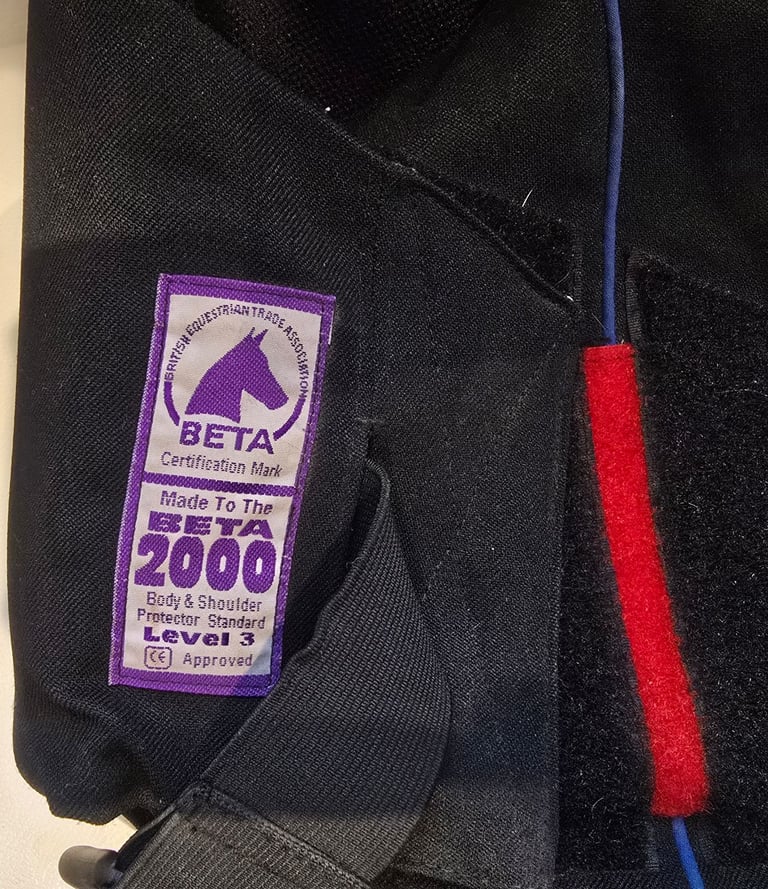 BRITISH EQUESTRIAN TRADE ASSOCIATION
BETA
Certification Mark
Made To The
BETA
2000
Body & Shoulder
Protector Standard
Level 3
CE Approved